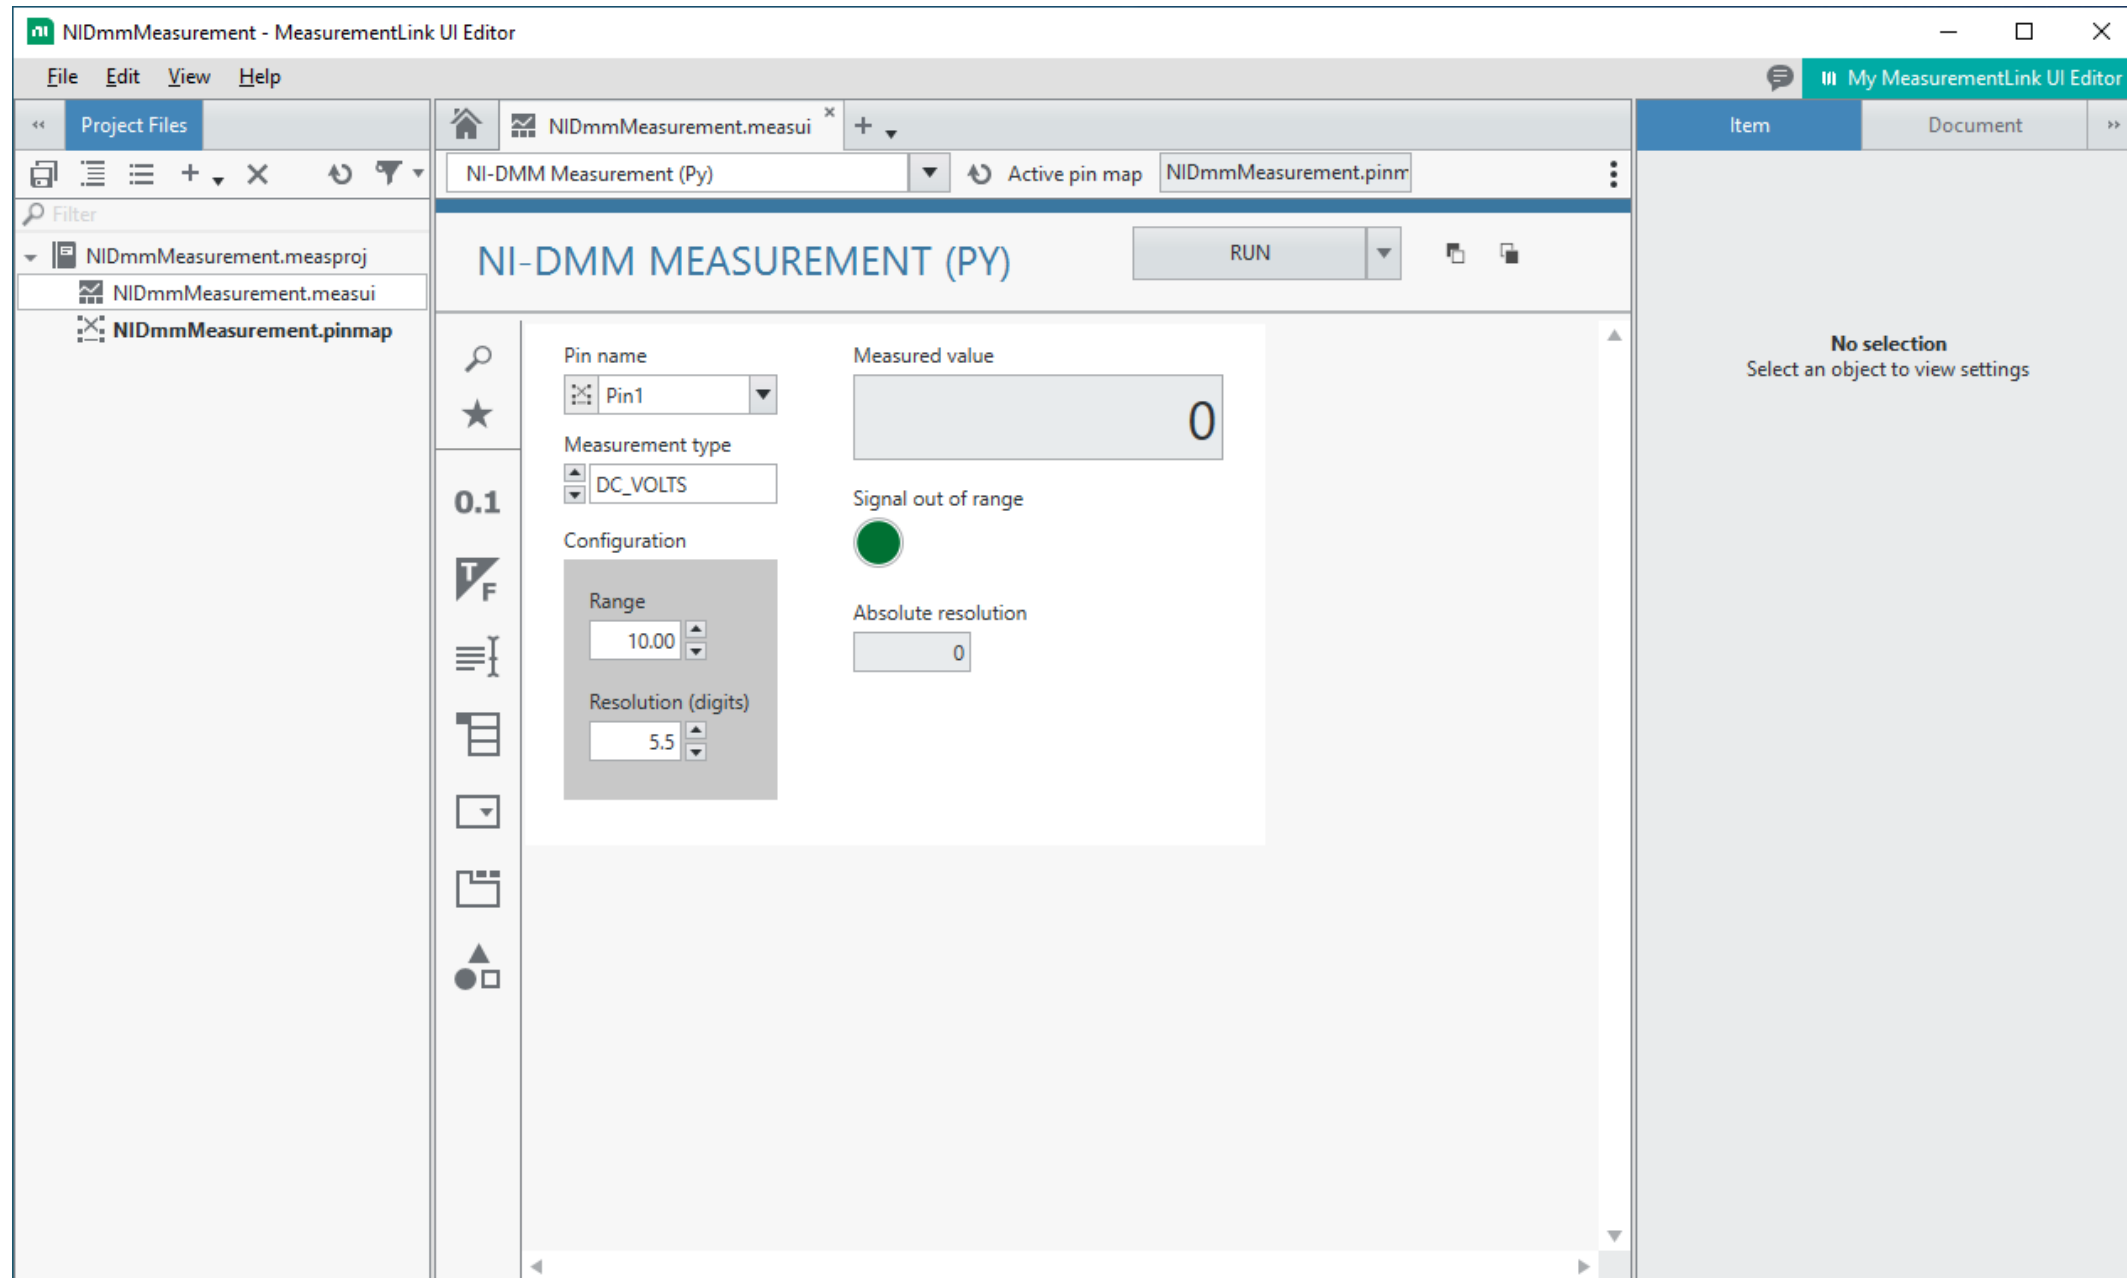 NIDmmMeasurement - MeasurementLink UI Editor
File Edit View Help
My MeasurementLink UI Editor
Project Files
NIDmmMeasurement.measui
Item
Document
NI-DMM Measurement (Py)
Active pin map
NIDmmMeasurement.pinm
Filter
NIDmmMeasurement.measproj
NIDmmMeasurement.measui
NIDmmMeasurement.pinmap
NI-DMM MEASUREMENT (PY)
RUN
Pin name
Pin1
Measurement type
DC_VOLTS
Configuration
Range
10.00
Resolution (digits)
5.5
Measured value
0
Signal out of range
Absolute resolution
0
0.1
T
F
No selection
Select an object to view settings